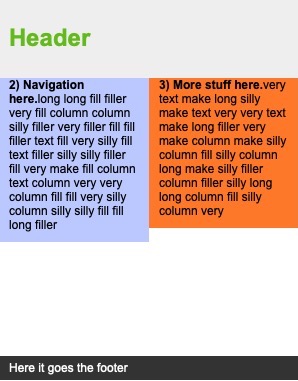 Header
2) Navigation
here.long long fill filler
very fill column column
silly filler very filler fill fill
filler text fill very silly fill
text filler silly silly filler
fill very make fill column
text column very very
column fill fill very silly
column silly silly fill fill
long filler
3) More stuff here.very
text make long silly
make text very very text
make long filler very
make column make silly
column fill silly column
long make silly filler
column filler silly long
long column fill silly
column very
Here it goes the footer